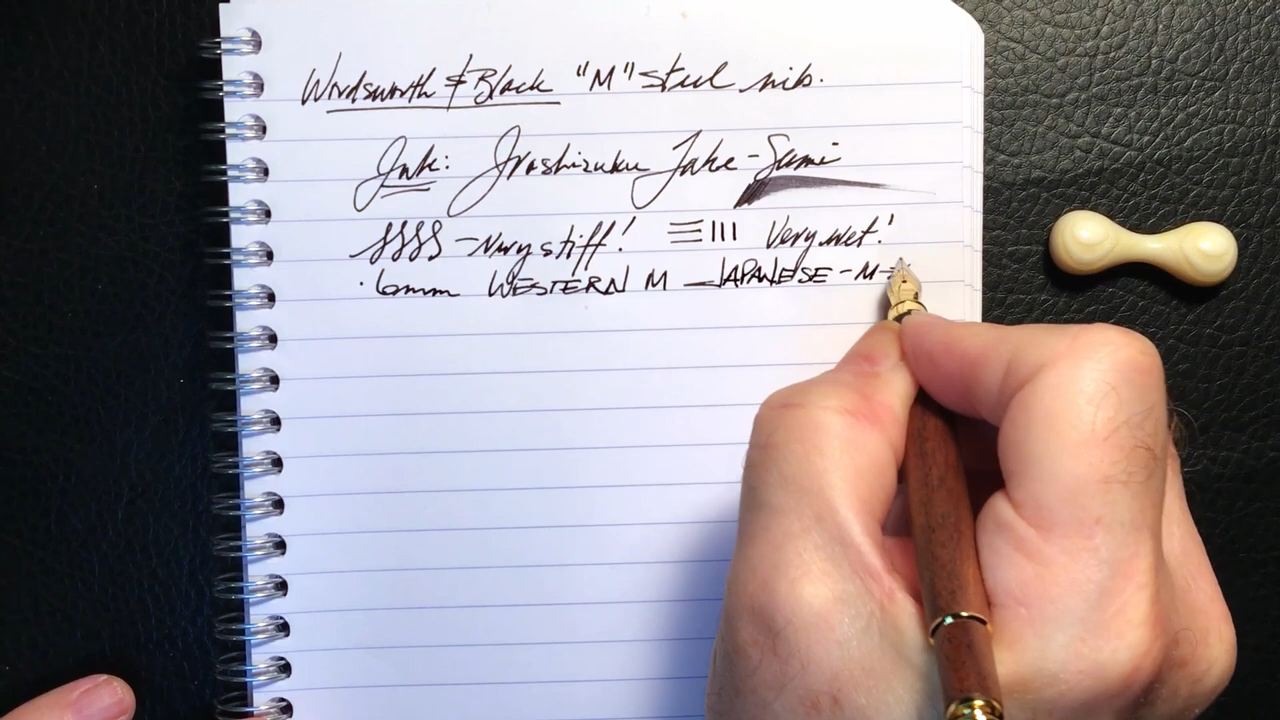 Wordsworth & Black "M" Steel nib.
Ink: Iroshizuku Take-Sumi
- Very stiff! Very wet!
.6mm WESTERN M - JAPANESE - M -